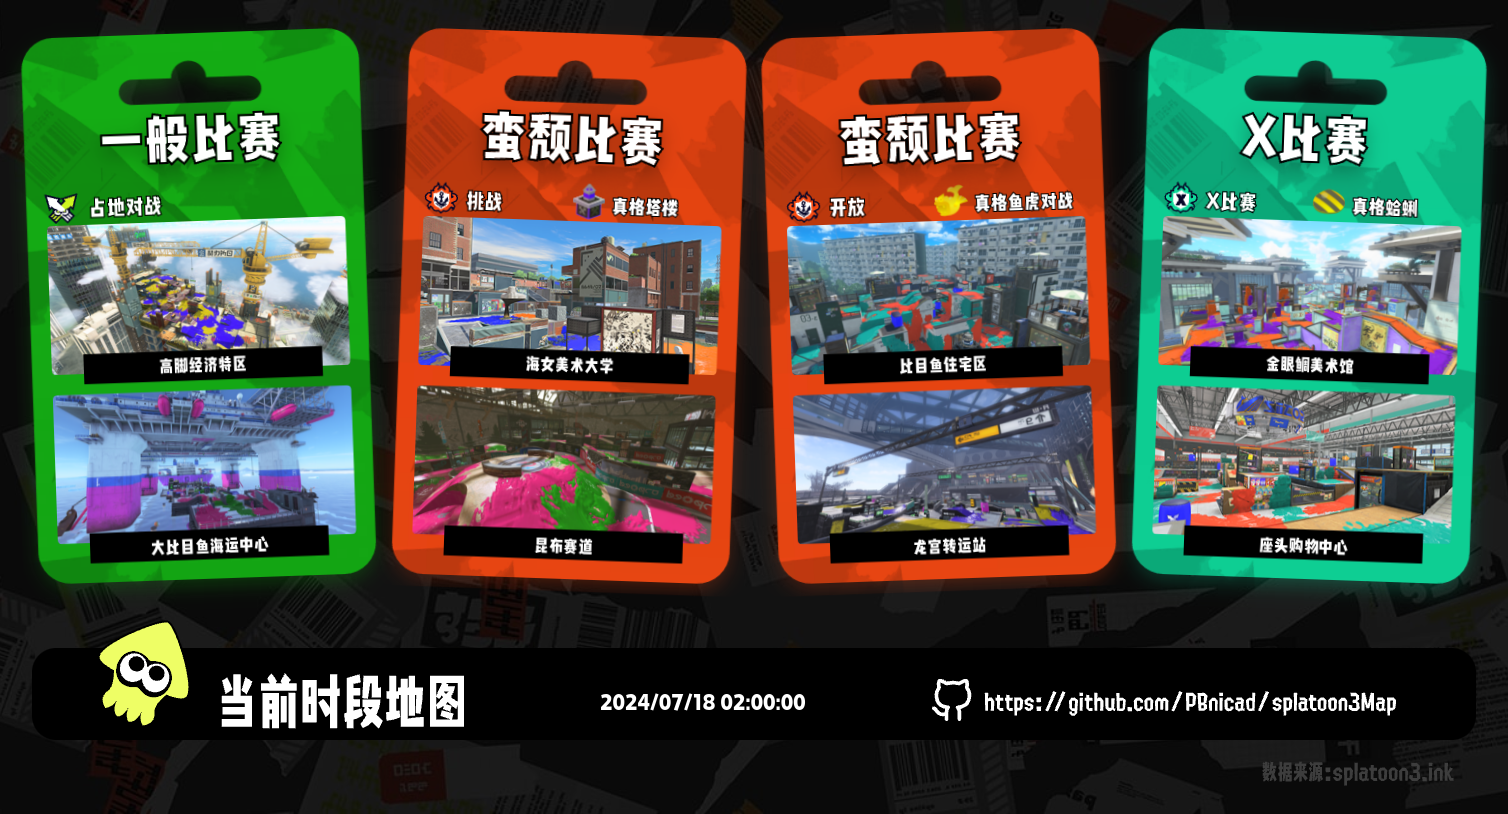 一般比赛
占地对战
高脚经济特区
大比目鱼海运中心
蛮颓比赛
挑战
真格塔楼
海女美术大学
昆布赛道
蛮颓比赛
开放
真格鱼虎对战
比目鱼住宅区
龙宫转运站
X比赛
X比赛
真格蛤蜊
金眼鲷美术馆
座头购物中心
当前时段地图
2024/07/18 02:00:00
https://github.com/PBnicad/splatoon3Map
数据来源:splatoon3.ink